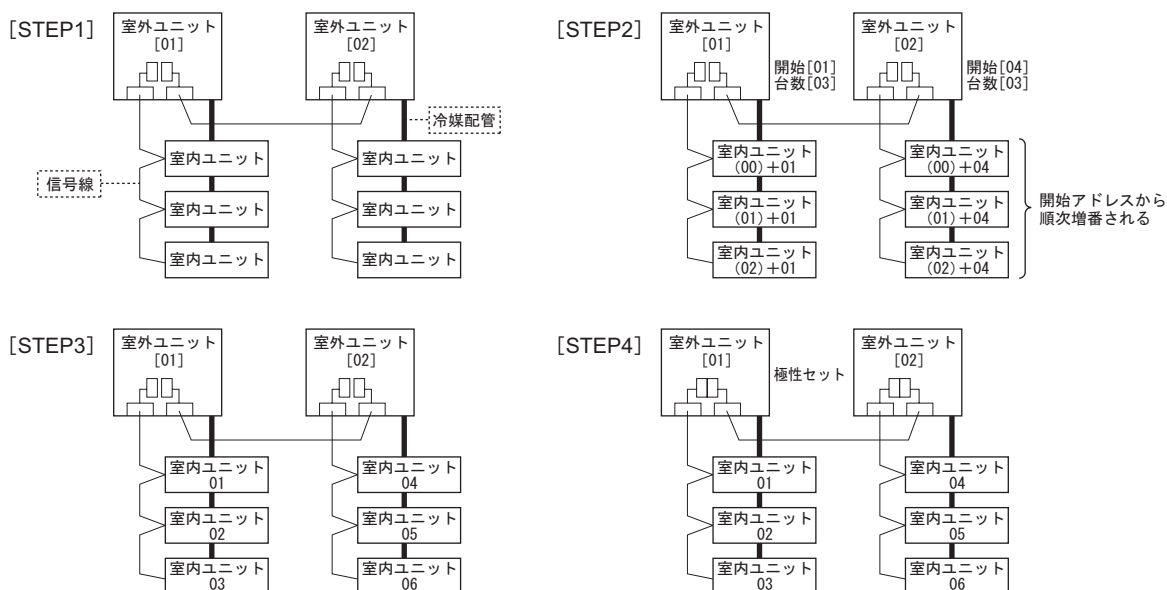 [STEP1]
室外ユニット
[01]
室外ユニット
[02]
冷媒配管
信号線
室内ユニット
室内ユニット
室内ユニット
室内ユニット
室内ユニット
室内ユニット
[STEP2]
室外ユニット
[01]
開始[01]
台数[03]
室外ユニット
[02]
開始[04]
台数[03]
室内ユニット
(00)+01
室内ユニット
(01)+01
室内ユニット
(02)+01
室内ユニット
(00)+04
室内ユニット
(01)+04
室内ユニット
(02)+04
開始アドレスから
順次増番される
[STEP3]
室外ユニット
[01]
室外ユニット
[02]
室内ユニット
01
室内ユニット
02
室内ユニット
03
室内ユニット
04
室内ユニット
05
室内ユニット
06
[STEP4]
室外ユニット
[01]
極性セット
室外ユニット
[02]
室内ユニット
01
室内ユニット
02
室内ユニット
03
室内ユニット
04
室内ユニット
05
室内ユニット
06